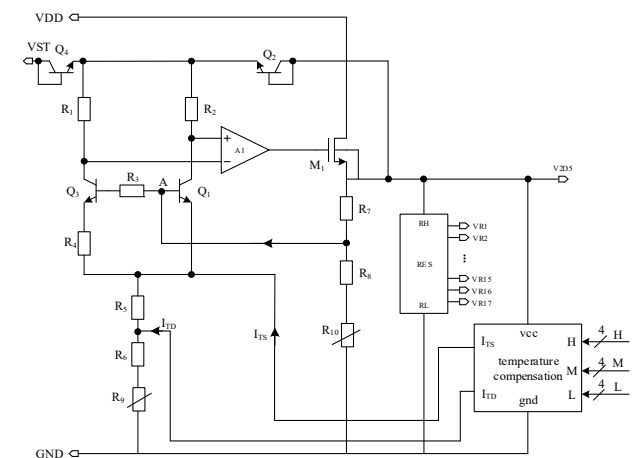 VDD
VST
Q4
Q2
R1
R2
+
A1
−
M1
V2D5
Q3
R3
A
Q1
R7
RH
VR1
VR2
RES
VR15
VR16
VR17
RL
R4
R8
R5
ITD
ITS
R10
R6
R9
vcc
ITS
H
4
H
temperature
compensation
M
4
M
ITD
L
4
L
gnd
GND